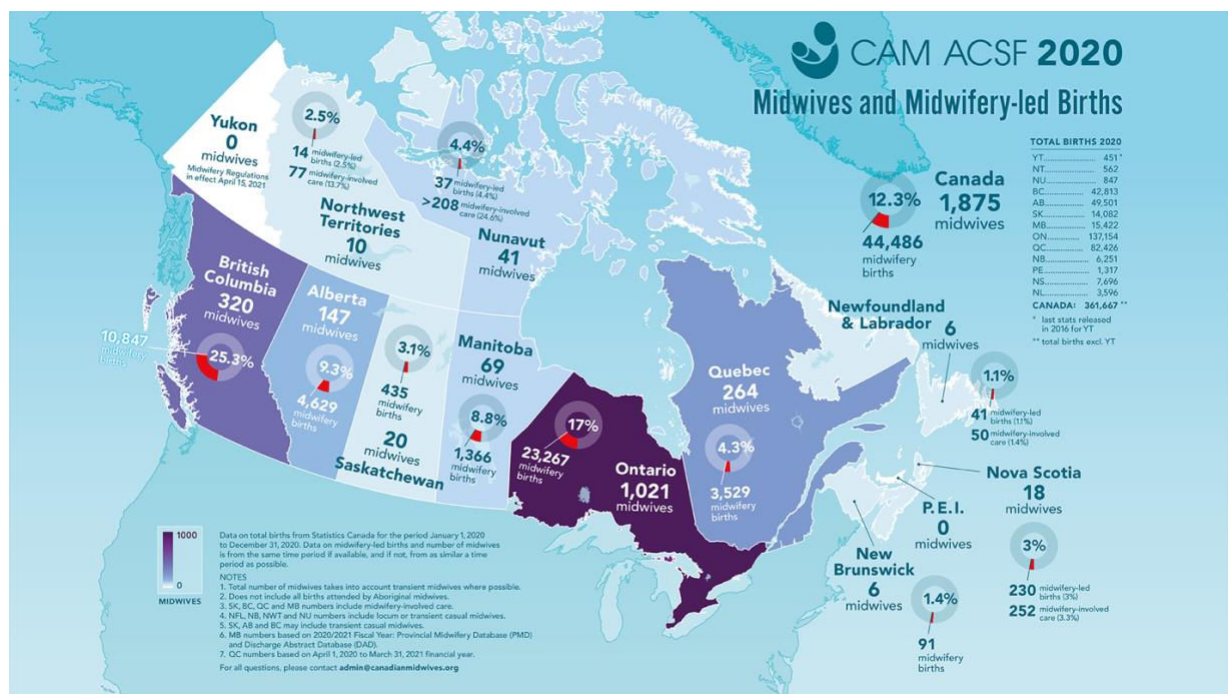 CAM ACSF 2020
Midwives and Midwifery-led Births
TOTAL BIRTHS 2020
YT 451*
NT 562
NU 847
BC 42,813
AB 49,501
SK 14,082
MB 15,422
ON 137,154
QC 82,426
NB 6,251
PE 1,317
NS 7,696
NL 3,596
CANADA: 361,667 **
* last stats released
in 2016 for YT
** total births excl. YT
Canada
1,875
midwives
12.3%
44,486
midwifery
births
Yukon
0
midwives
Midwifery Regulations
in effect April 15, 2021
2.5%
14 midwifery-led
births (2.5%)
77 midwifery-involved
care (13.7%)
Northwest
Territories
10
midwives
4.4%
37 midwifery-led
births (4.4%)
>208 midwifery-involved
care (24.6%)
Nunavut
41
midwives
British
Columbia
320
midwives
10,847
midwifery
births
25.3%
Alberta
147
midwives
9.3%
4,629
midwifery
births
3.1%
435
midwifery
births
20
midwives
Saskatchewan
Manitoba
69
midwives
8.8%
1,366
midwifery
births
17%
23,267
midwifery
births
Ontario
1,021
midwives
Quebec
264
midwives
4.3%
3,529
midwifery
births
Newfoundland
& Labrador
6
midwives
1.1%
41 midwifery-led
births (1.1%)
50 midwifery-involved
care (1.4%)
Nova Scotia
18
midwives
3%
230 midwifery-led
births (3%)
252 midwifery-involved
care (3.3%)
P.E.I.
0
midwives
New
Brunswick
6
midwives
1.4%
91
midwifery
births
1000
0
MIDWIVES
Data on total births from Statistics Canada for the period January 1, 2020
to December 31, 2020. Data on midwifery-led births and number of midwives
is from the same time period if available, and if not, from as similar a time
period as possible.
NOTES
1. Total number of midwives takes into account transient midwives where possible.
2. Does not include all births attended by Aboriginal midwives.
3. SK, BC, QC and MB numbers include midwifery-involved care.
4. NFL, NB, NWT and NU numbers include locum or transient casual midwives.
5. SK, AB and BC may include transient casual midwives.
6. MB numbers based on 2020/2021 Fiscal Year: Provincial Midwifery Database (PMD)
and Discharge Abstract Database (DAD).
7. QC numbers based on April 1, 2020 to March 31, 2021 financial year.
For all questions, please contact admin@canadianmidwives.org